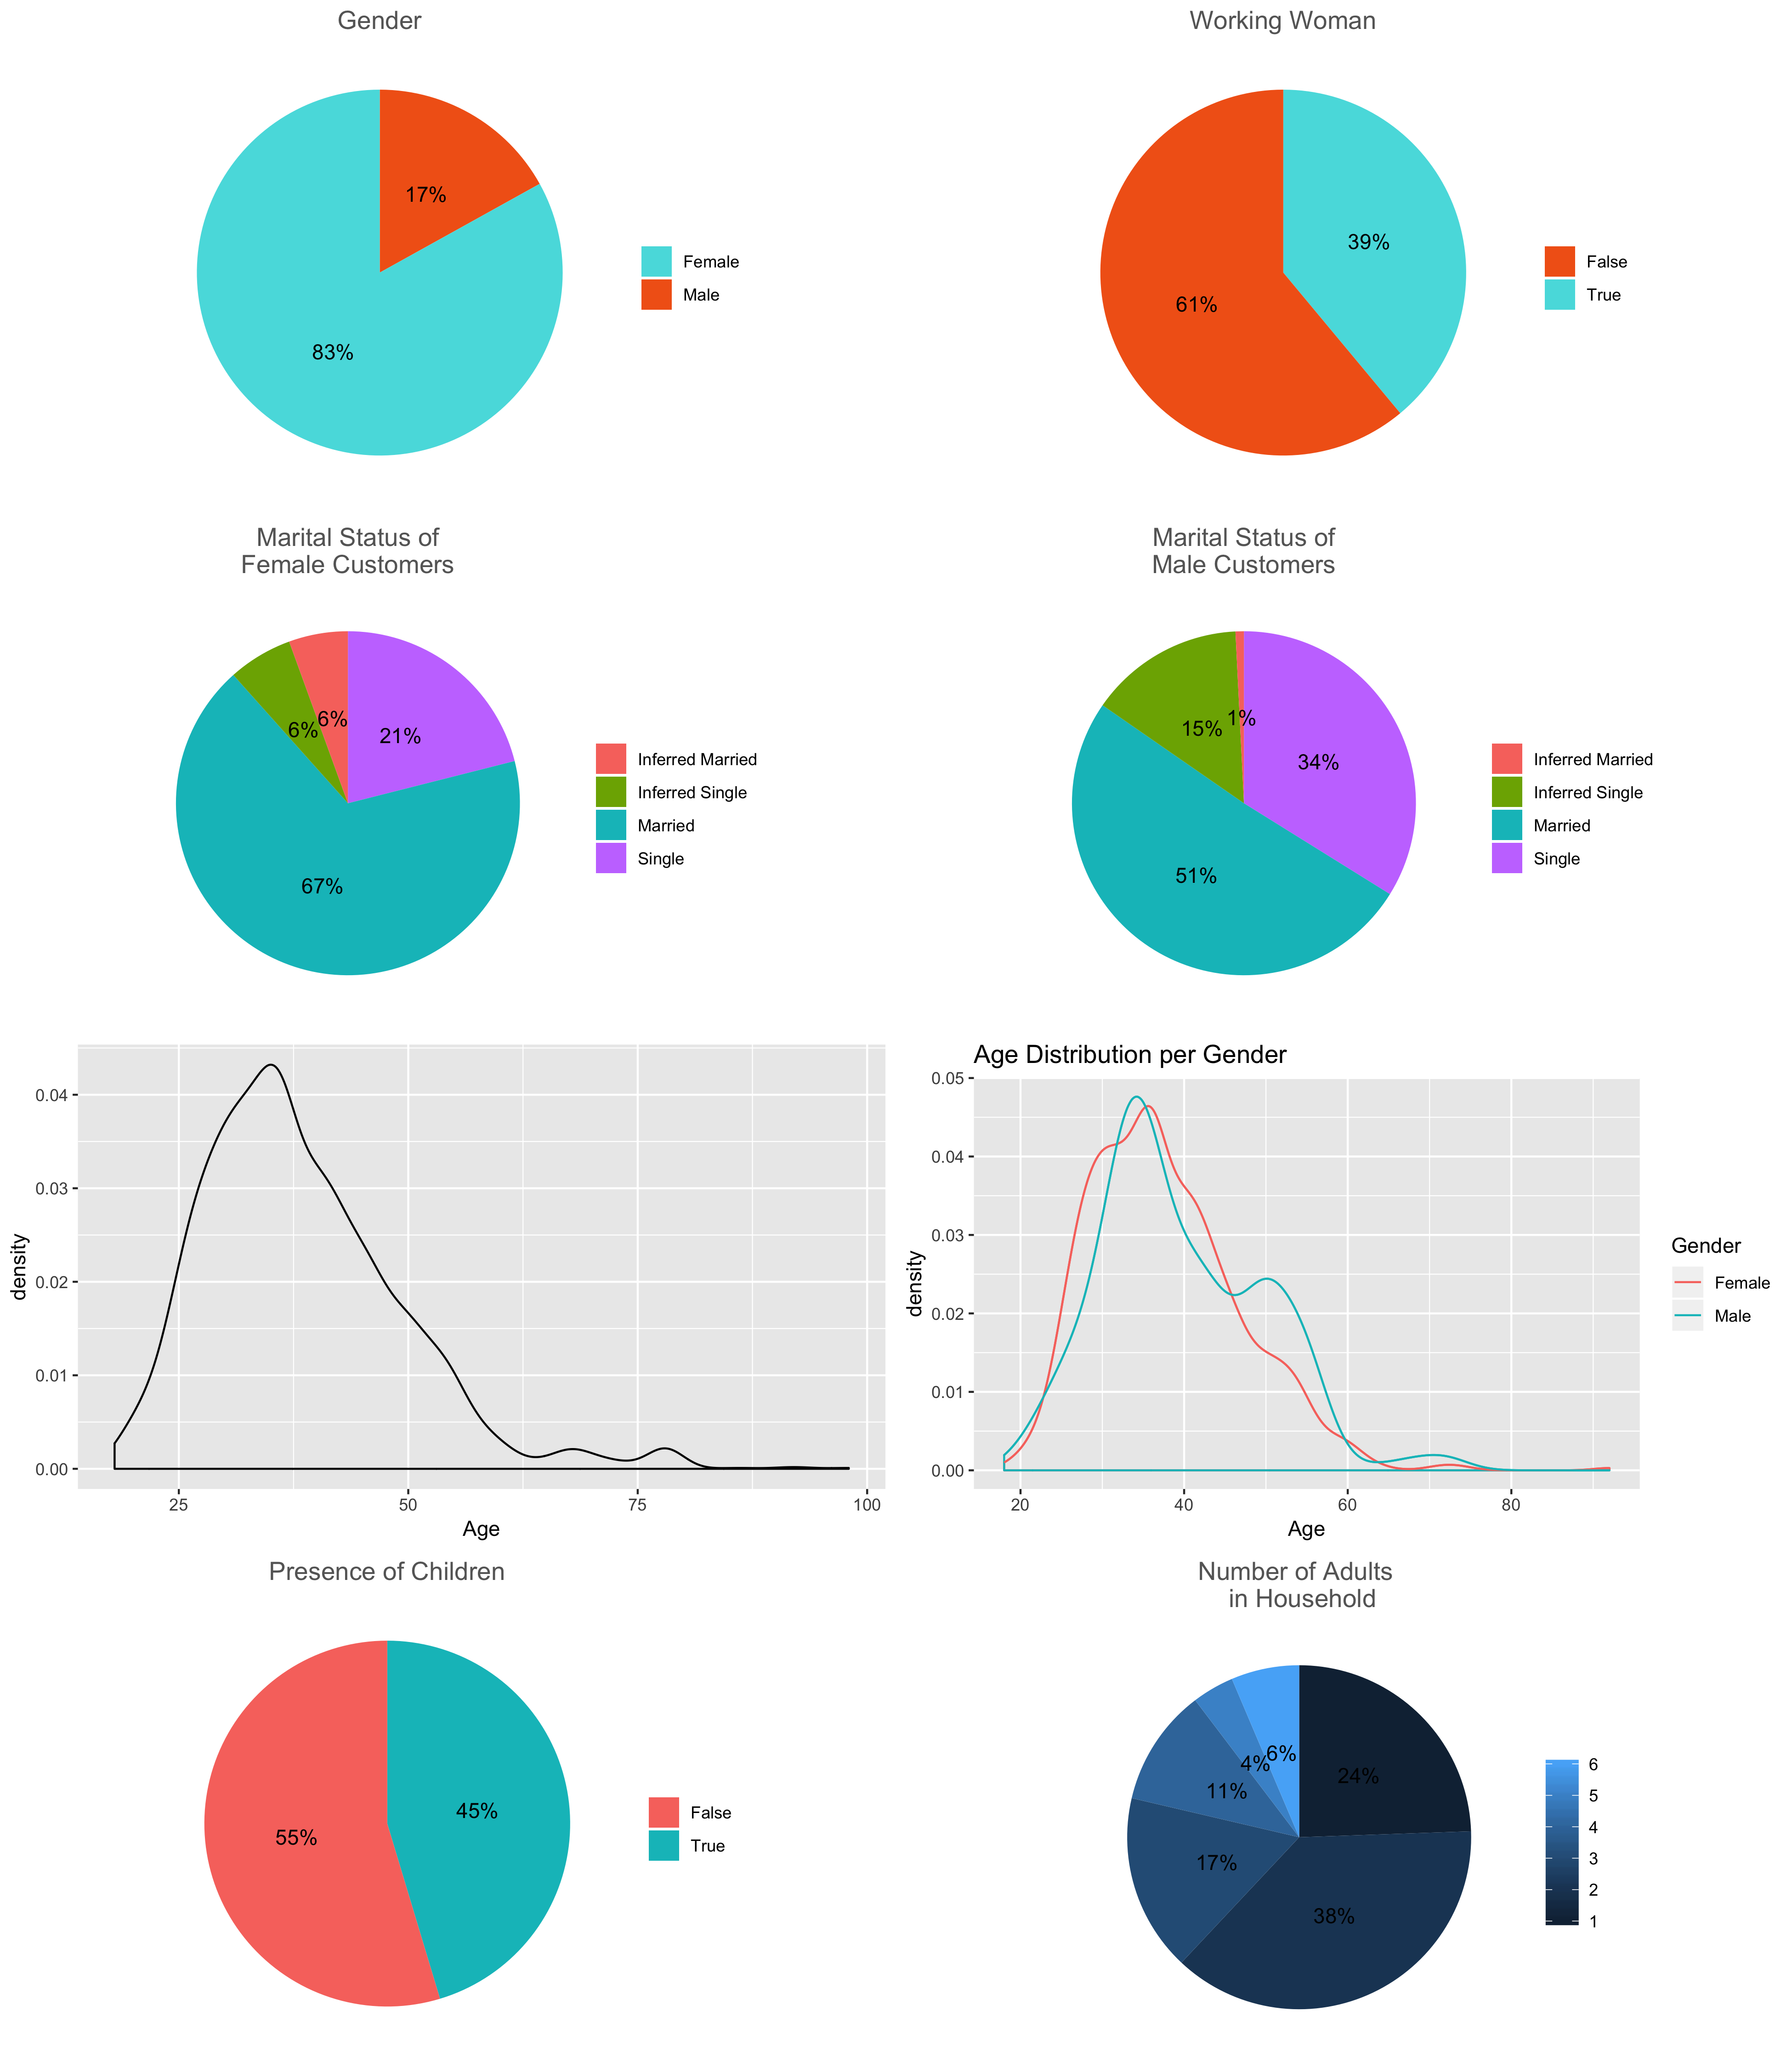 Gender
17%
83%
Female
Male
Working Woman
39%
61%
False
True
Marital Status of
Female Customers
6%
6%
21%
67%
Inferred Married
Inferred Single
Married
Single
Marital Status of
Male Customers
1%
15%
34%
51%
Inferred Married
Inferred Single
Married
Single
0.04
0.03
0.02
0.01
0.00
density
25 50 75 100
Age
Age Distribution per Gender
0.05
0.04
0.03
0.02
0.01
0.00
density
20 40 60 80
Age
Gender
Female
Male
Presence of Children
45%
55%
False
True
Number of Adults
in Household
6%
4%
24%
11%
17%
38%
6
5
4
3
2
1